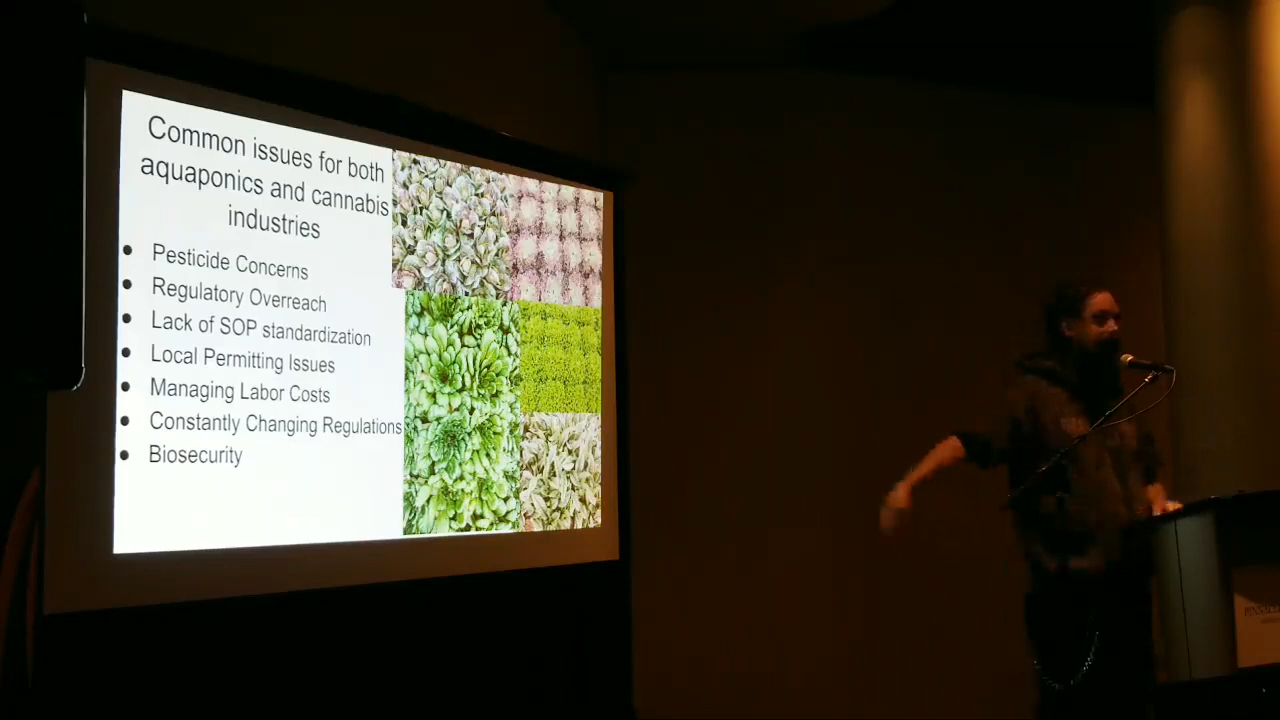 Common issues for both
aquaponics and cannabis
industries
Pesticide Concerns
Regulatory Overreach
Lack of SOP standardization
Local Permitting Issues
Managing Labor Costs
Constantly Changing Regulations
Biosecurity